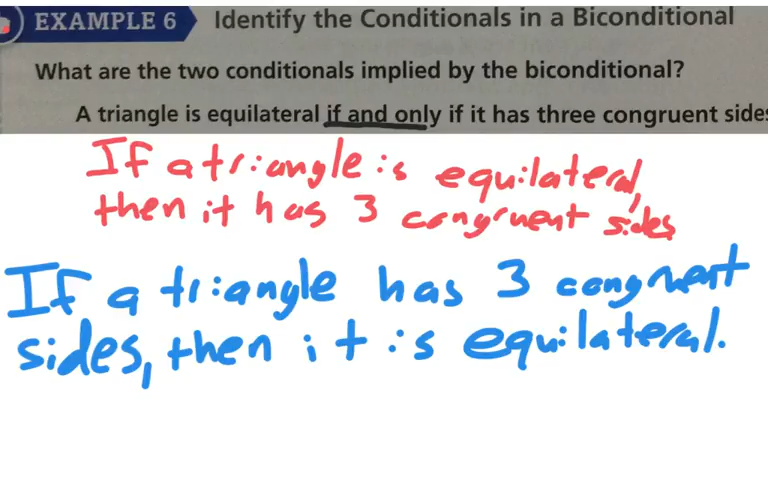 EXAMPLE 6 Identify the Conditionals in a Biconditional
What are the two conditionals implied by the biconditional?
A triangle is equilateral if and only if it has three congruent sides
If a triangle is equilateral,
then it has 3 congruent sides
If a triangle has 3 congruent
sides, then it is equilateral.